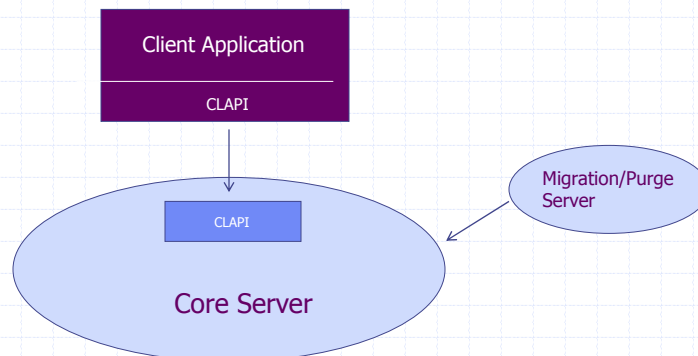 Client Application
CLAPI
Migration/Purge
Server
CLAPI
Core Server